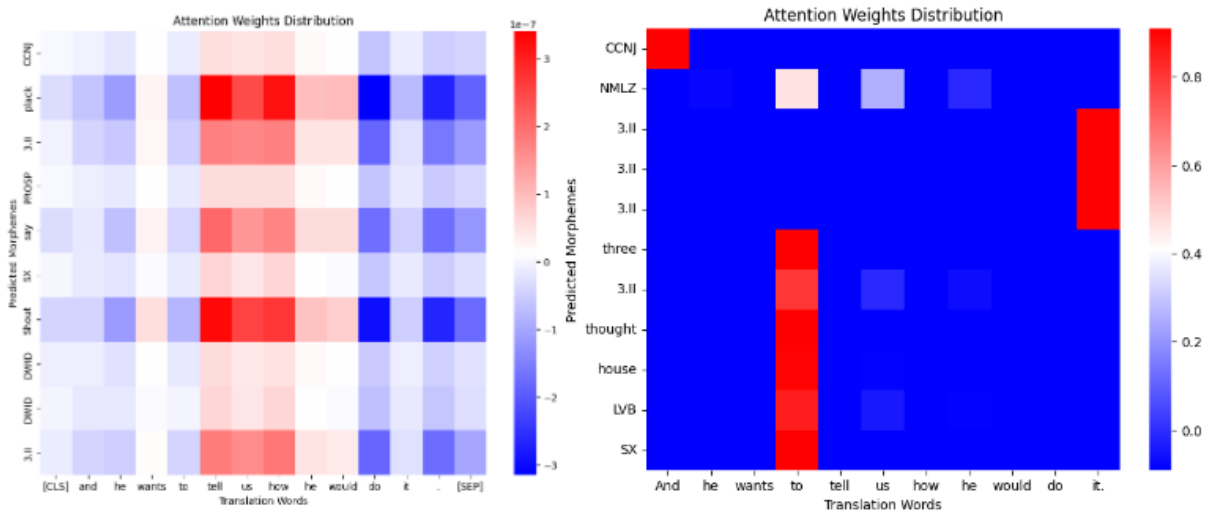 Attention Weights Distribution
1e-7
Predicted Morphemes
CCNJ
plack
3.II
PROSP
say
SX
Shout
DWID
DWID
3.II
3
2
1
0
−1
−2
−3
[CLS] and he wants to tell us how he would do it . [SEP]
Translation Words
Attention Weights Distribution
Predicted Morphemes
CCNJ
NMLZ
3.II
3.II
3.II
three
3.II
thought
house
LVB
SX
0.8
0.6
0.4
0.2
0.0
And he wants to tell us how he would do it.
Translation Words